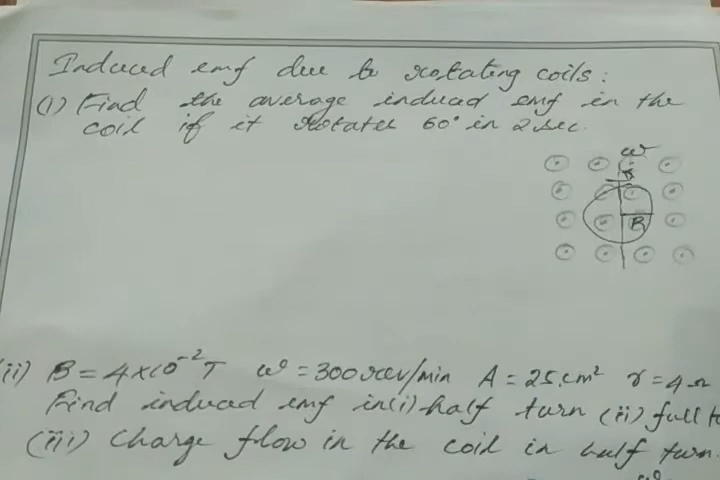 Induced emf due to rotating coils:
(1) Find the average induced emf in the
coil if it rotates 60° in 2 sec.
ω
R
(ii) B = 4×10⁻² T ω = 300 rev/min A = 25 cm² r = 4 Ω
Find induced emf in (i) half turn (ii) full
(iii) Charge flow in the coil in half turn.